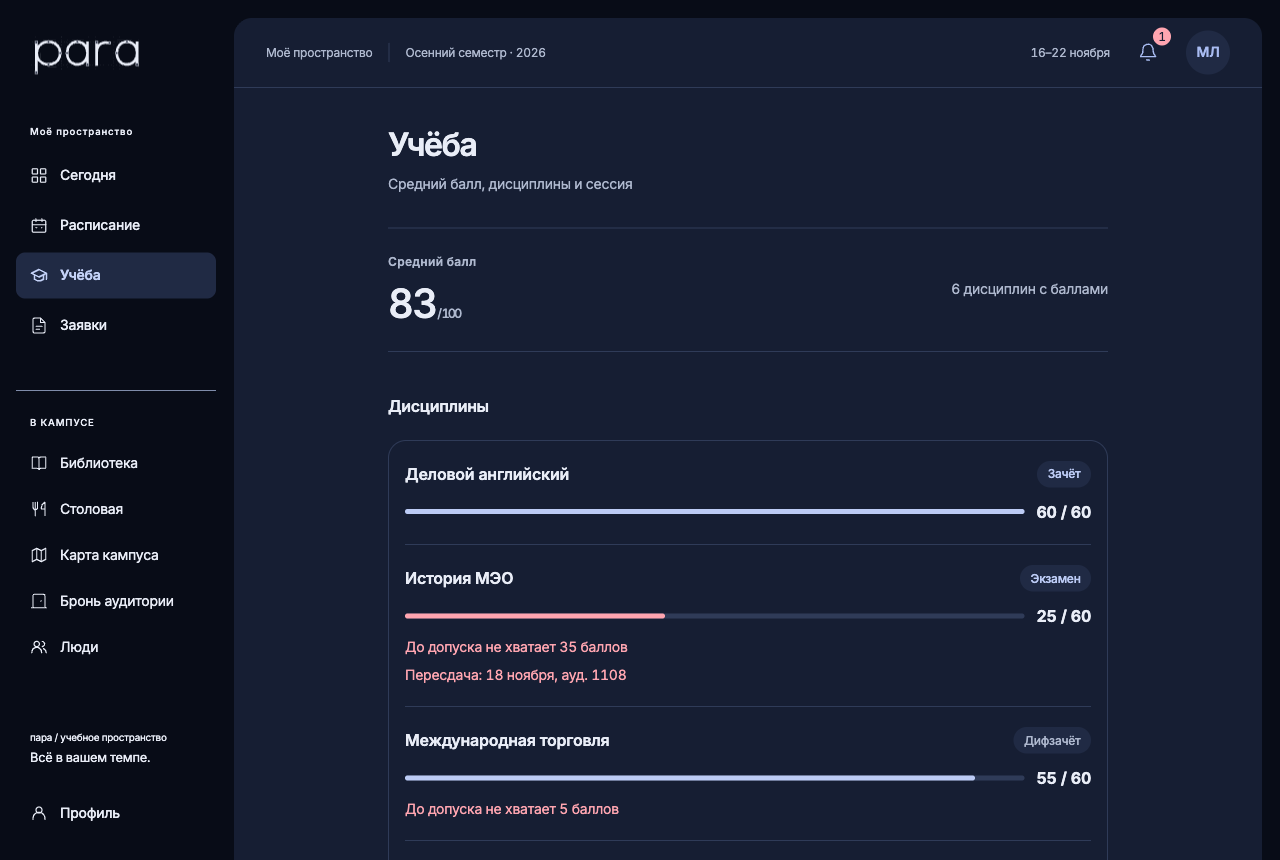 para
Моё пространство
Сегодня
Расписание
Учёба
Заявки
В КАМПУСЕ
Библиотека
Столовая
Карта кампуса
Бронь аудитории
Люди
пара / учебное пространство
Всё в вашем темпе.
Профиль
Моё пространство Осенний семестр · 2026 16–22 ноября 1 МЛ
Учёба
Средний балл, дисциплины и сессия
Средний балл
83/100 6 дисциплин с баллами
Дисциплины
Деловой английский Зачёт
60 / 60
История МЭО Экзамен
25 / 60
До допуска не хватает 35 баллов
Пересдача: 18 ноября, ауд. 1108
Международная торговля Дифзачёт
55 / 60
До допуска не хватает 5 баллов